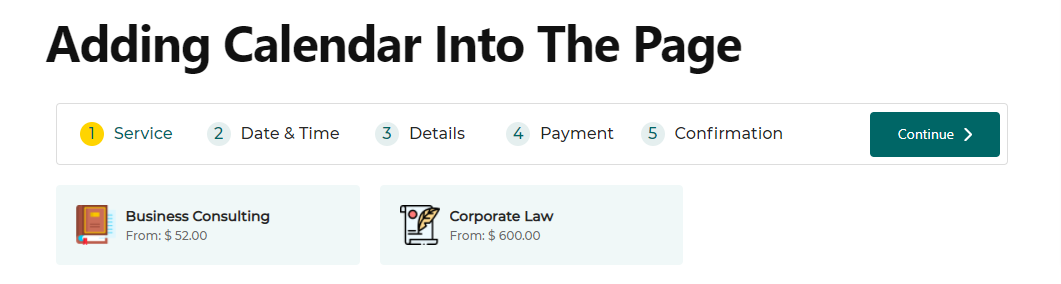 Adding Calendar Into The Page
1 Service 2 Date & Time 3 Details 4 Payment 5 Confirmation Continue
Business Consulting
From: $ 52.00
Corporate Law
From: $ 600.00